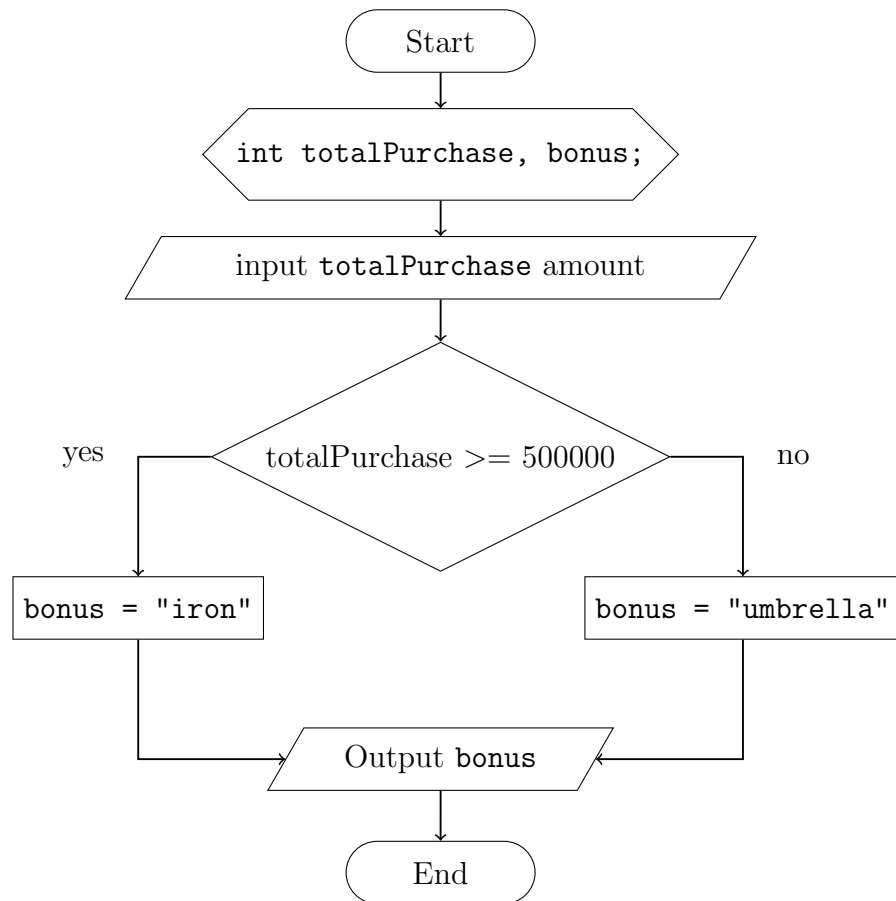 Start
int totalPurchase, bonus;
input totalPurchase amount
totalPurchase >= 500000
yes
no
bonus = "iron"
bonus = "umbrella"
Output bonus
End